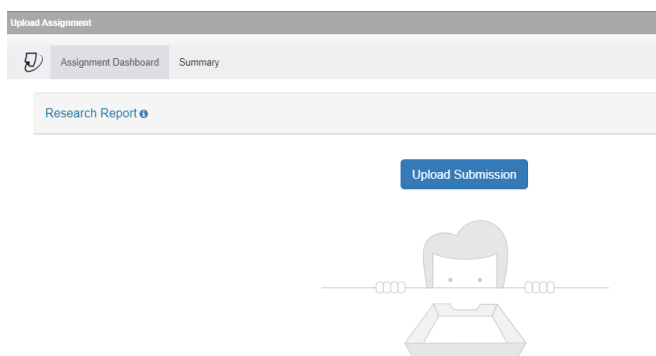 Upload Assignment
Assignment Dashboard Summary
Research Report
Upload Submission